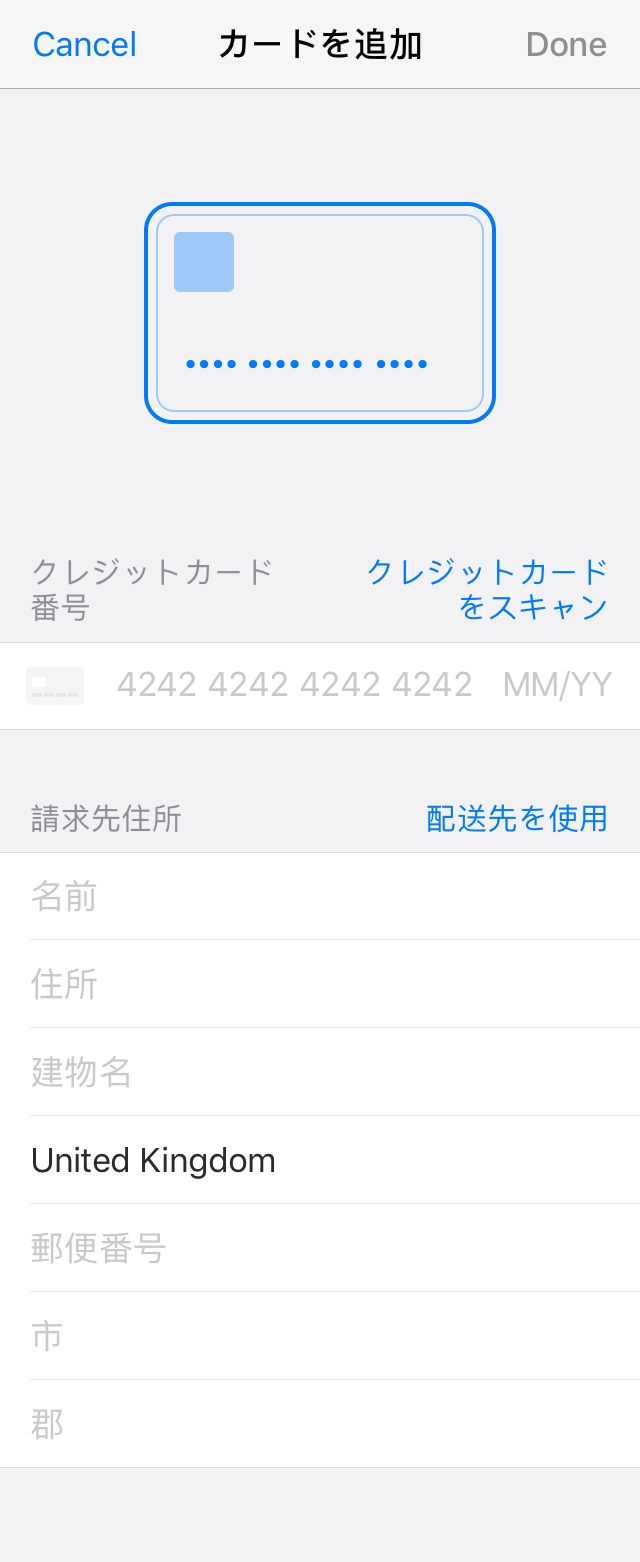 Cancel カードを追加 Done
クレジットカード
番号
クレジットカード
をスキャン
4242 4242 4242 4242 MM/YY
請求先住所 配送先を使用
名前
住所
建物名
United Kingdom
郵便番号
市
郡